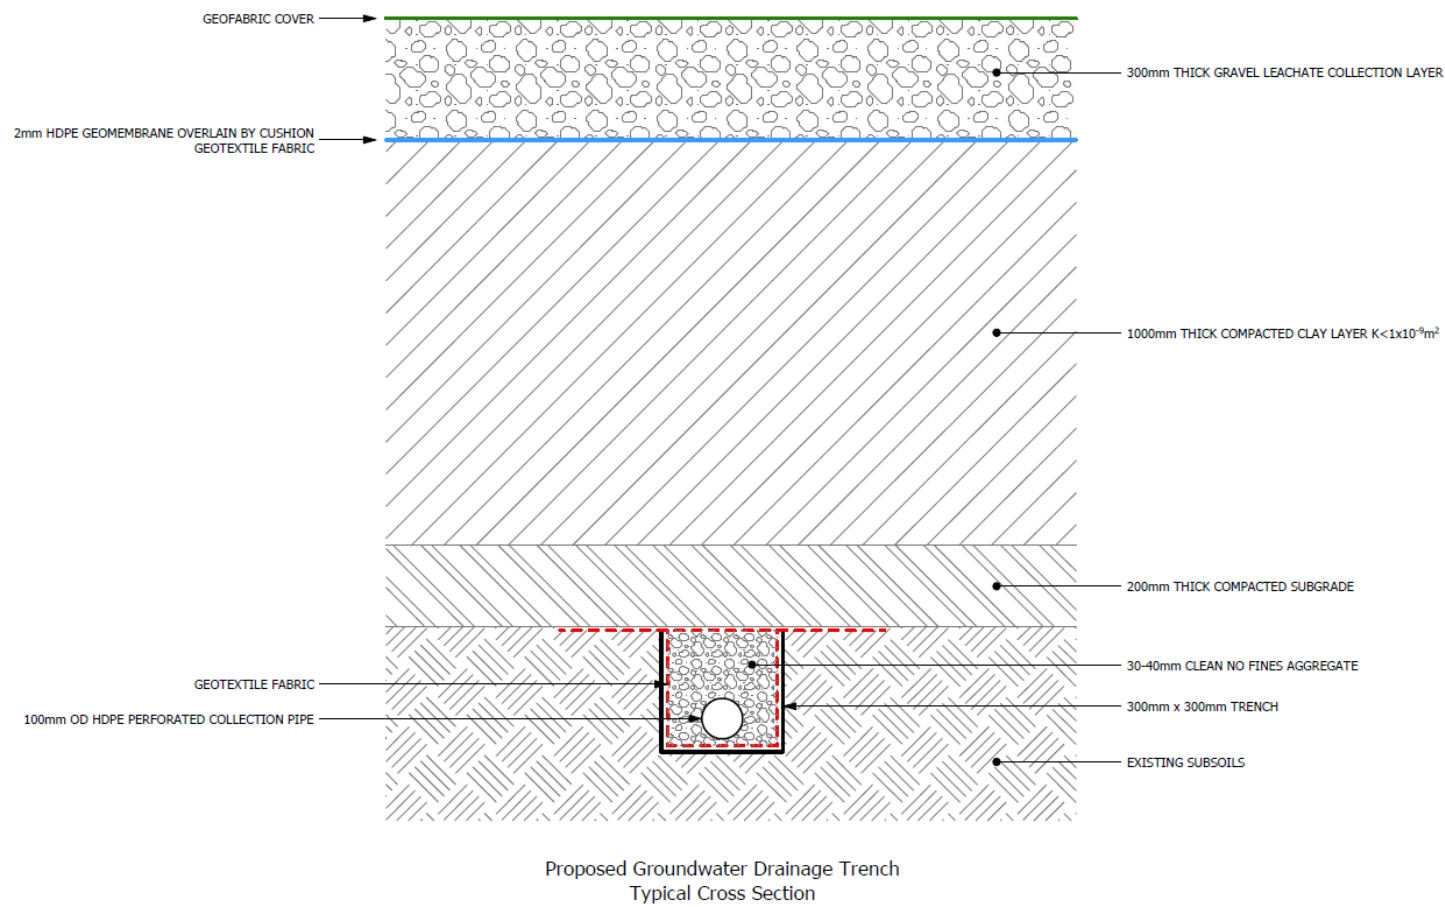 GEOFABRIC COVER
300mm THICK GRAVEL LEACHATE COLLECTION LAYER
2mm HDPE GEOMEMBRANE OVERLAIN BY CUSHION
GEOTEXTILE FABRIC
1000mm THICK COMPACTED CLAY LAYER K<1x10⁻⁹m²
200mm THICK COMPACTED SUBGRADE
30-40mm CLEAN NO FINES AGGREGATE
GEOTEXTILE FABRIC
300mm x 300mm TRENCH
100mm OD HDPE PERFORATED COLLECTION PIPE
EXISTING SUBSOILS
Proposed Groundwater Drainage Trench
Typical Cross Section